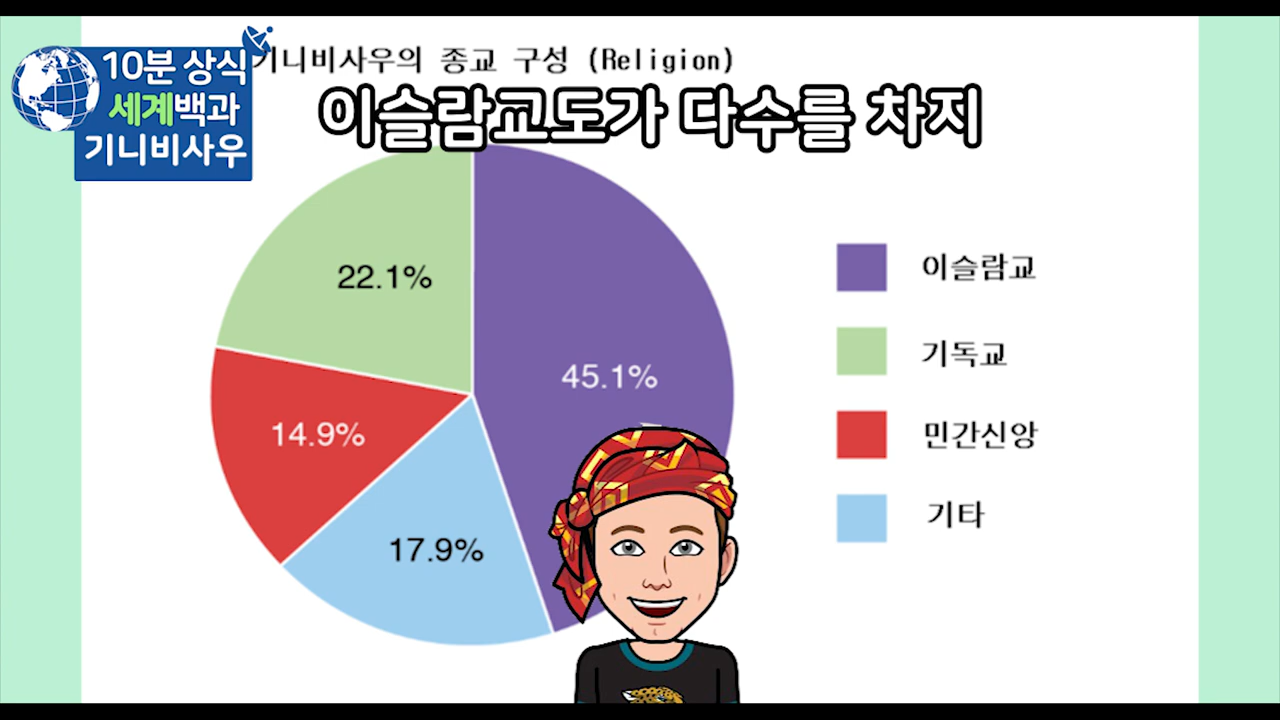 10분 상식
세계백과
기니비사우
기니비사우의 종교 구성 (Religion)
이슬람교도가 다수를 차지
22.1%
45.1%
14.9%
17.9%
이슬람교
기독교
민간신앙
기타